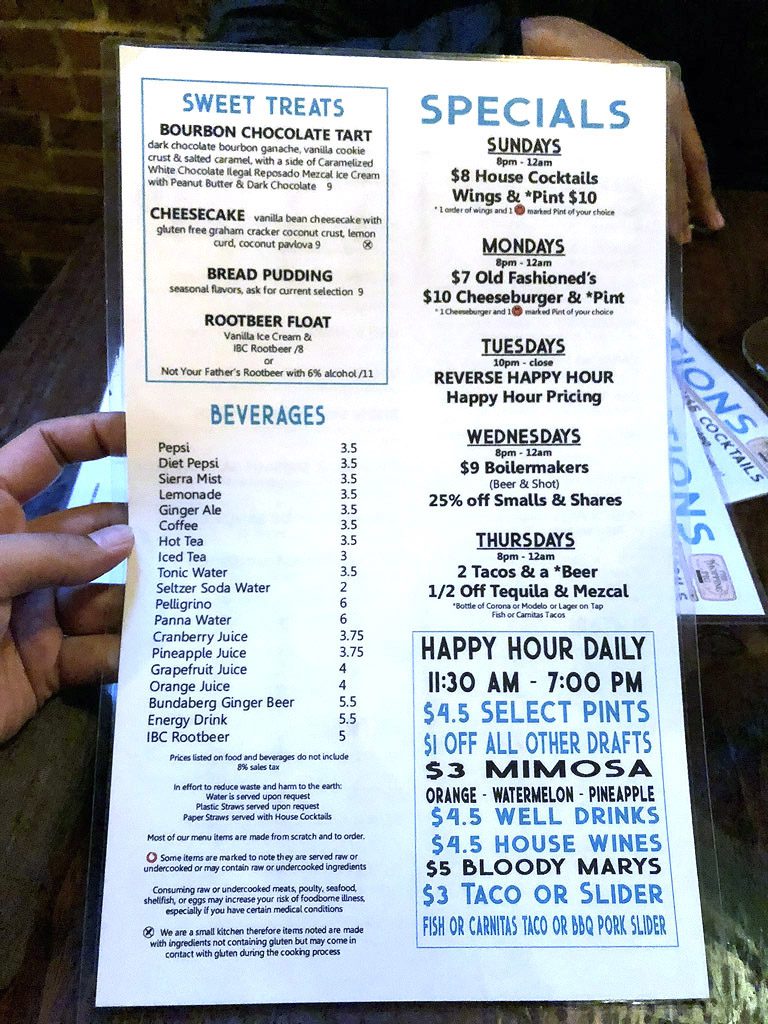 SWEET TREATS
BOURBON CHOCOLATE TART
dark chocolate bourbon ganache, vanilla cookie
crust & salted caramel, with a side of Caramelized
White Chocolate Ilegal Reposado Mezcal Ice Cream
with Peanut Butter & Dark Chocolate 9
CHEESECAKE vanilla bean cheesecake with
gluten free graham cracker coconut crust, lemon
curd, coconut pavlova 9
BREAD PUDDING
seasonal flavors, ask for current selection 9
ROOTBEER FLOAT
Vanilla Ice Cream &
IBC Rootbeer /8
or
Not Your Father's Rootbeer with 6% alcohol /11
BEVERAGES
Pepsi 3.5
Diet Pepsi 3.5
Sierra Mist 3.5
Lemonade 3.5
Ginger Ale 3.5
Coffee 3.5
Hot Tea 3.5
Iced Tea 3
Tonic Water 3.5
Seltzer Soda Water 2
Pelligrino 6
Panna Water 6
Cranberry Juice 3.75
Pineapple Juice 3.75
Grapefruit Juice 4
Orange Juice 4
Bundaberg Ginger Beer 5.5
Energy Drink 5.5
IBC Rootbeer 5
Prices listed on food and beverages do not include
8% sales tax
In effort to reduce waste and harm to the earth:
Water is served upon request
Plastic Straws served upon request
Paper Straws served with House Cocktails
Most of our menu items are made from scratch and to order.
Some items are marked to note they are served raw or
undercooked or may contain raw or undercooked ingredients
Consuming raw or undercooked meats, poulty, seafood,
shellfish, or eggs may increase your risk of foodborne illness,
especially if you have certain medical conditions
We are a small kitchen therefore items noted are made
with ingredients not containing gluten but may come in
contact with gluten during the cooking process
SPECIALS
SUNDAYS
8pm - 12am
$8 House Cocktails
Wings & *Pint $10
* 1 order of wings and 1 marked Pint of your choice
MONDAYS
8pm - 12am
$7 Old Fashioned's
$10 Cheeseburger & *Pint
* 1 Cheeseburger and 1 marked Pint of your choice
TUESDAYS
10pm - close
REVERSE HAPPY HOUR
Happy Hour Pricing
WEDNESDAYS
8pm - 12am
$9 Boilermakers
(Beer & Shot)
25% off Smalls & Shares
THURSDAYS
8pm - 12am
2 Tacos & a *Beer
1/2 Off Tequila & Mezcal
*Bottle of Corona or Modelo or Lager on Tap
Fish or Carnitas Tacos
HAPPY HOUR DAILY
11:30 AM - 7:00 PM
$4.5 SELECT PINTS
$1 OFF ALL OTHER DRAFTS
$3 MIMOSA
ORANGE - WATERMELON - PINEAPPLE
$4.5 WELL DRINKS
$4.5 HOUSE WINES
$5 BLOODY MARYS
$3 TACO OR SLIDER
FISH OR CARNITAS TACO OR BBQ PORK SLIDER
TIONS
COCKTAILS
TIONS